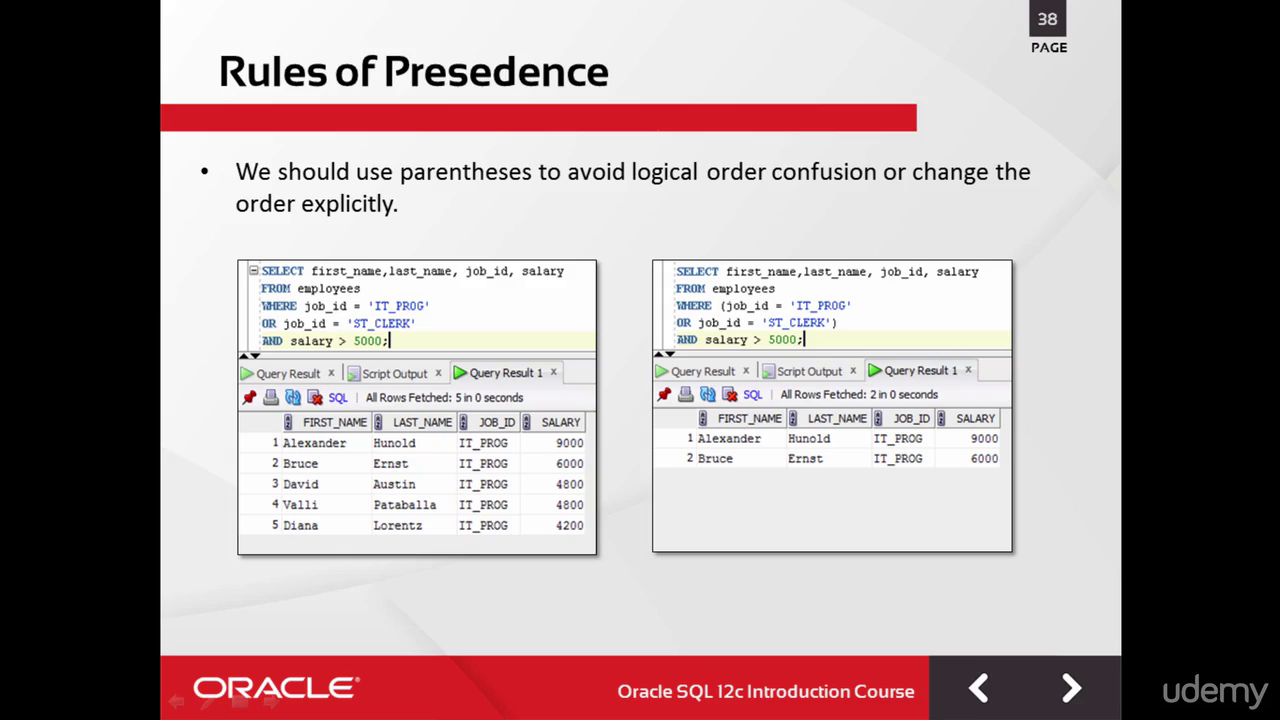 38
PAGE
Rules of Presedence
• We should use parentheses to avoid logical order confusion or change the
order explicitly.
SELECT first_name,last_name, job_id, salary
FROM employees
WHERE job_id = 'IT_PROG'
OR job_id = 'ST_CLERK'
AND salary > 5000;
Query Result x Script Output x Query Result 1 x
SQL | All Rows Fetched: 5 in 0 seconds
FIRST_NAME LAST_NAME JOB_ID SALARY
1 Alexander Hunold IT_PROG 9000
2 Bruce Ernst IT_PROG 6000
3 David Austin IT_PROG 4800
4 Valli Pataballa IT_PROG 4800
5 Diana Lorentz IT_PROG 4200
SELECT first_name,last_name, job_id, salary
FROM employees
WHERE (job_id = 'IT_PROG'
OR job_id = 'ST_CLERK')
AND salary > 5000;
Query Result x Script Output x Query Result 1 x
SQL | All Rows Fetched: 2 in 0 seconds
FIRST_NAME LAST_NAME JOB_ID SALARY
1 Alexander Hunold IT_PROG 9000
2 Bruce Ernst IT_PROG 6000
ORACLE®
Oracle SQL 12c Introduction Course
udemy